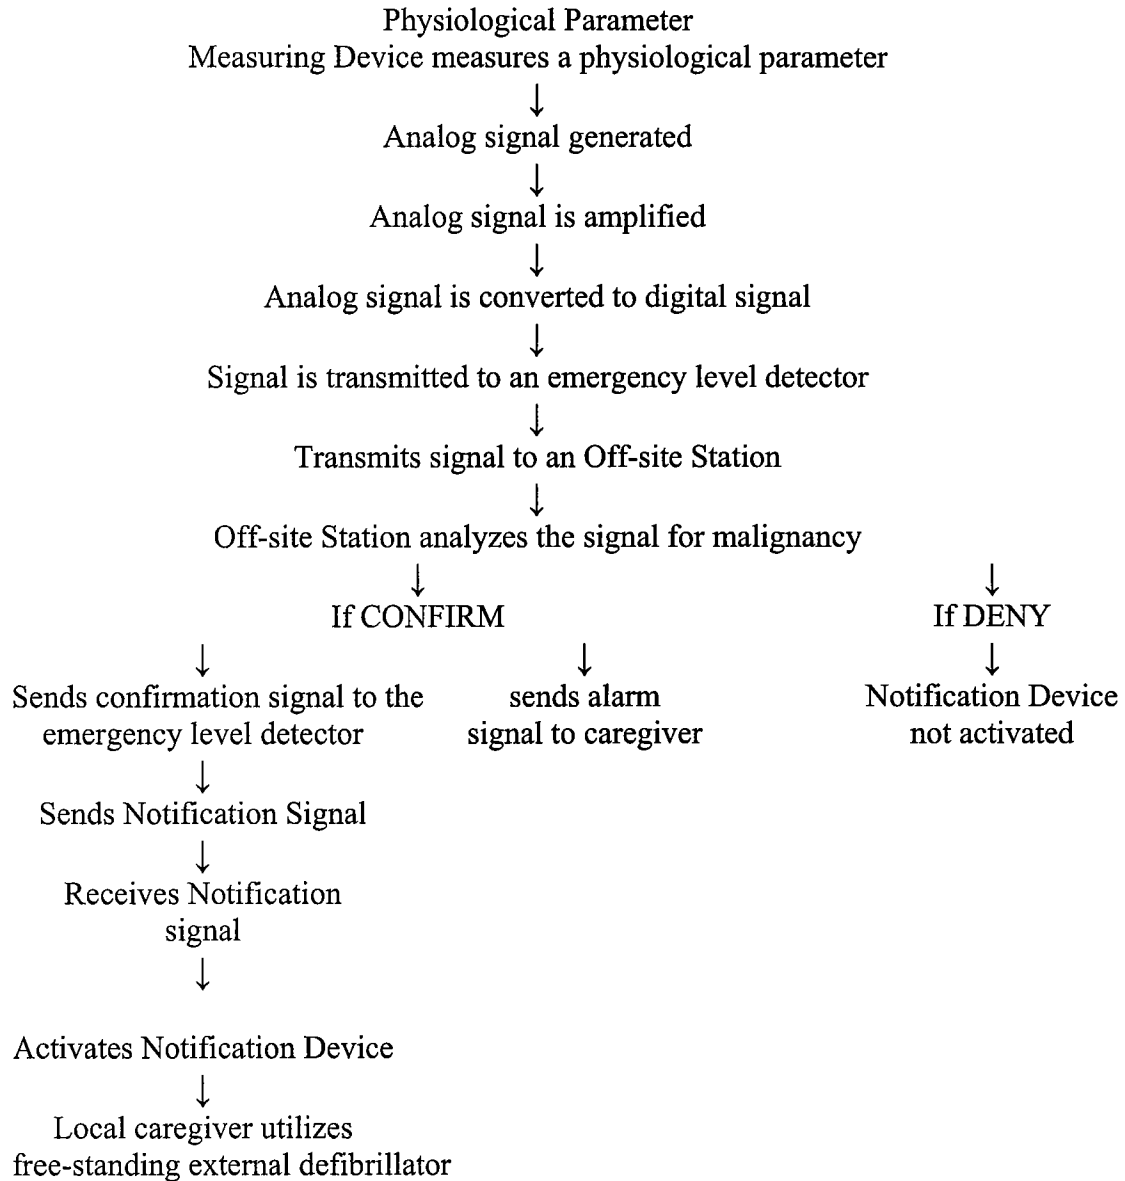 Physiological Parameter
Measuring Device measures a physiological parameter
↓
Analog signal generated
↓
Analog signal is amplified
↓
Analog signal is converted to digital signal
↓
Signal is transmitted to an emergency level detector
↓
Transmits signal to an Off-site Station
↓
Off-site Station analyzes the signal for malignancy
↓ ↓
If CONFIRM If DENY
↓ ↓ ↓
Sends confirmation signal to the sends alarm Notification Device
emergency level detector signal to caregiver not activated
↓
Sends Notification Signal
↓
Receives Notification
signal
↓
Activates Notification Device
↓
Local caregiver utilizes
free-standing external defibrillator